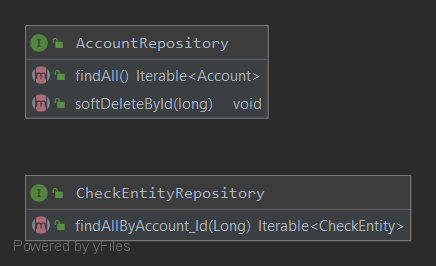 I AccountRepository
m findAll() Iterable<Account>
m softDeleteById(long) void
I CheckEntityRepository
m findAllByAccount_Id(Long) Iterable<CheckEntity>
Powered by yFiles